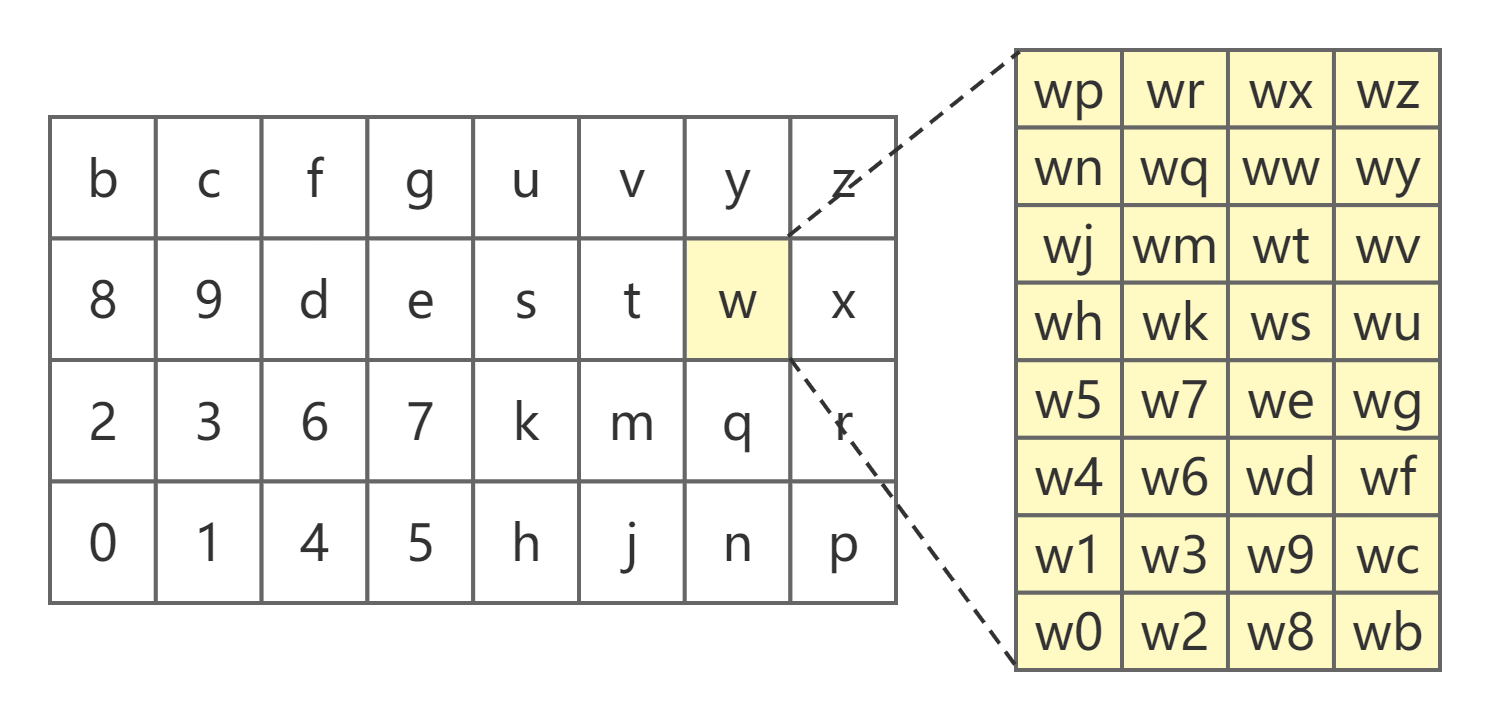 b c f g u v y z
8 9 d e s t w x
2 3 6 7 k m q r
0 1 4 5 h j n p
wp wr wx wz
wn wq ww wy
wj wm wt wv
wh wk ws wu
w5 w7 we wg
w4 w6 wd wf
w1 w3 w9 wc
w0 w2 w8 wb